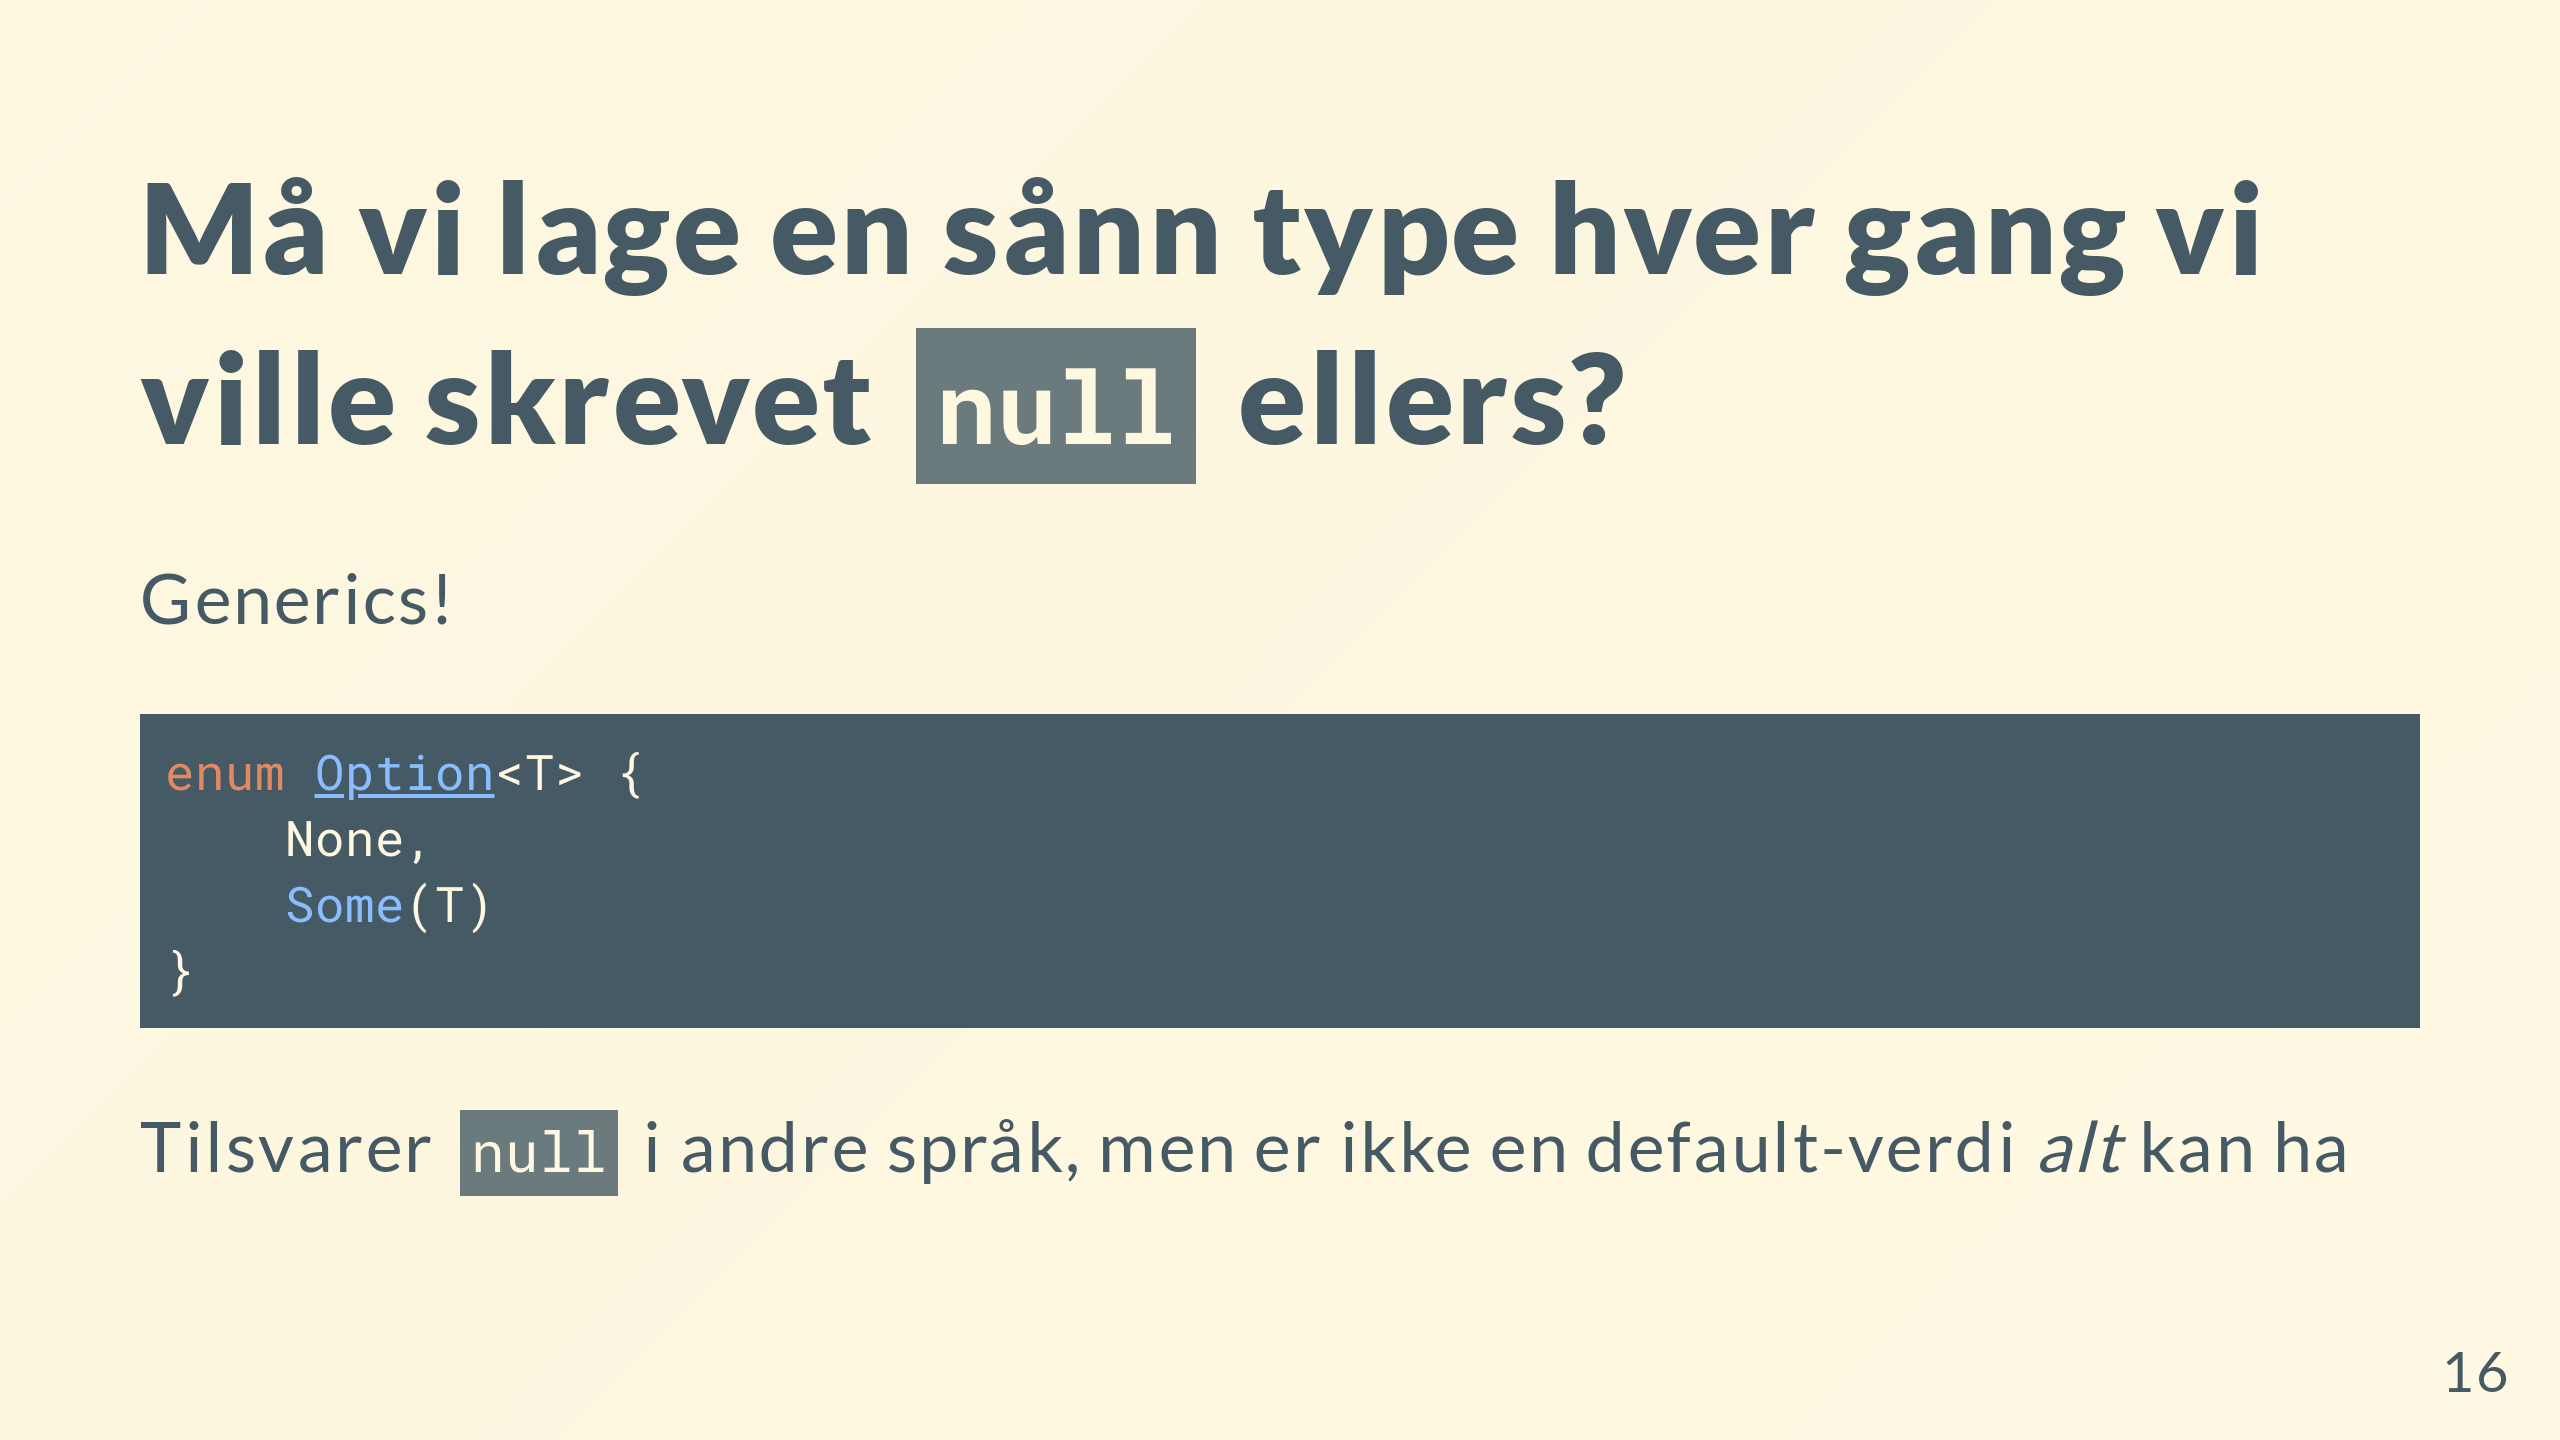 Må vi lage en sånn type hver gang vi
ville skrevet null ellers?
Generics!
enum Option<T> {
    None,
    Some(T)
}
Tilsvarer null i andre språk, men er ikke en default-verdi alt kan ha
16